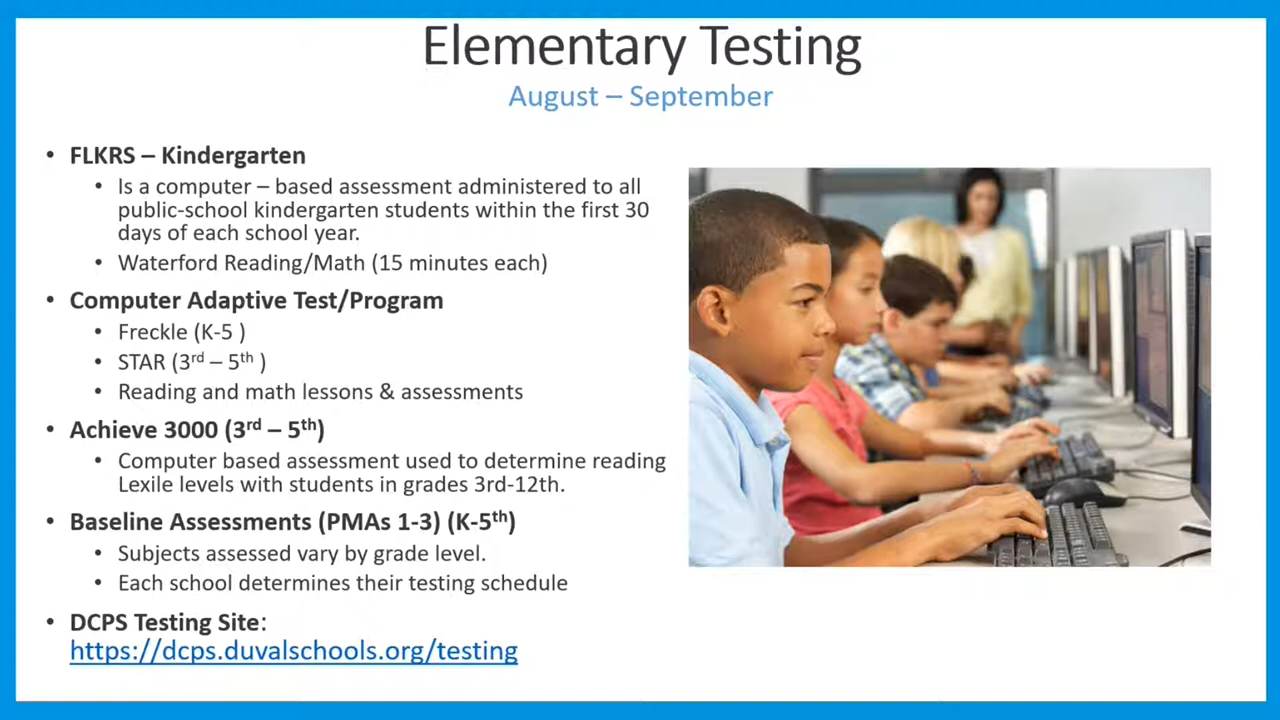 Elementary Testing
August – September
• FLKRS – Kindergarten
• Is a computer – based assessment administered to all
public-school kindergarten students within the first 30
days of each school year.
• Waterford Reading/Math (15 minutes each)
• Computer Adaptive Test/Program
• Freckle (K-5 )
• STAR (3rd – 5th )
• Reading and math lessons & assessments
• Achieve 3000 (3rd – 5th)
• Computer based assessment used to determine reading
Lexile levels with students in grades 3rd-12th.
• Baseline Assessments (PMAs 1-3) (K-5th)
• Subjects assessed vary by grade level.
• Each school determines their testing schedule
• DCPS Testing Site:
https://dcps.duvalschools.org/testing